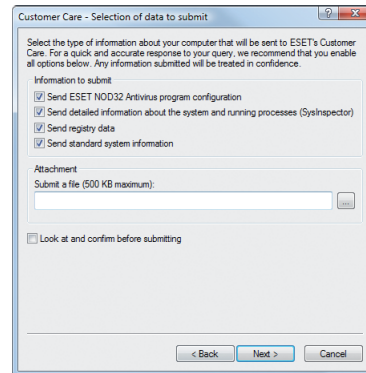 Customer Care - Selection of data to submit
Select the type of information about your computer that will be sent to ESET's Customer
Care. For a quick and accurate response to your query, we recommend that you enable
all options below. Any information submitted will be treated in confidence.
Information to submit
Send ESET NOD32 Antivirus program configuration
Send detailed information about the system and running processes (SysInspector)
Send registry data
Send standard system information
Attachment
Submit a file (500 KB maximum):
...
Look at and confirm before submitting
< Back Next > Cancel